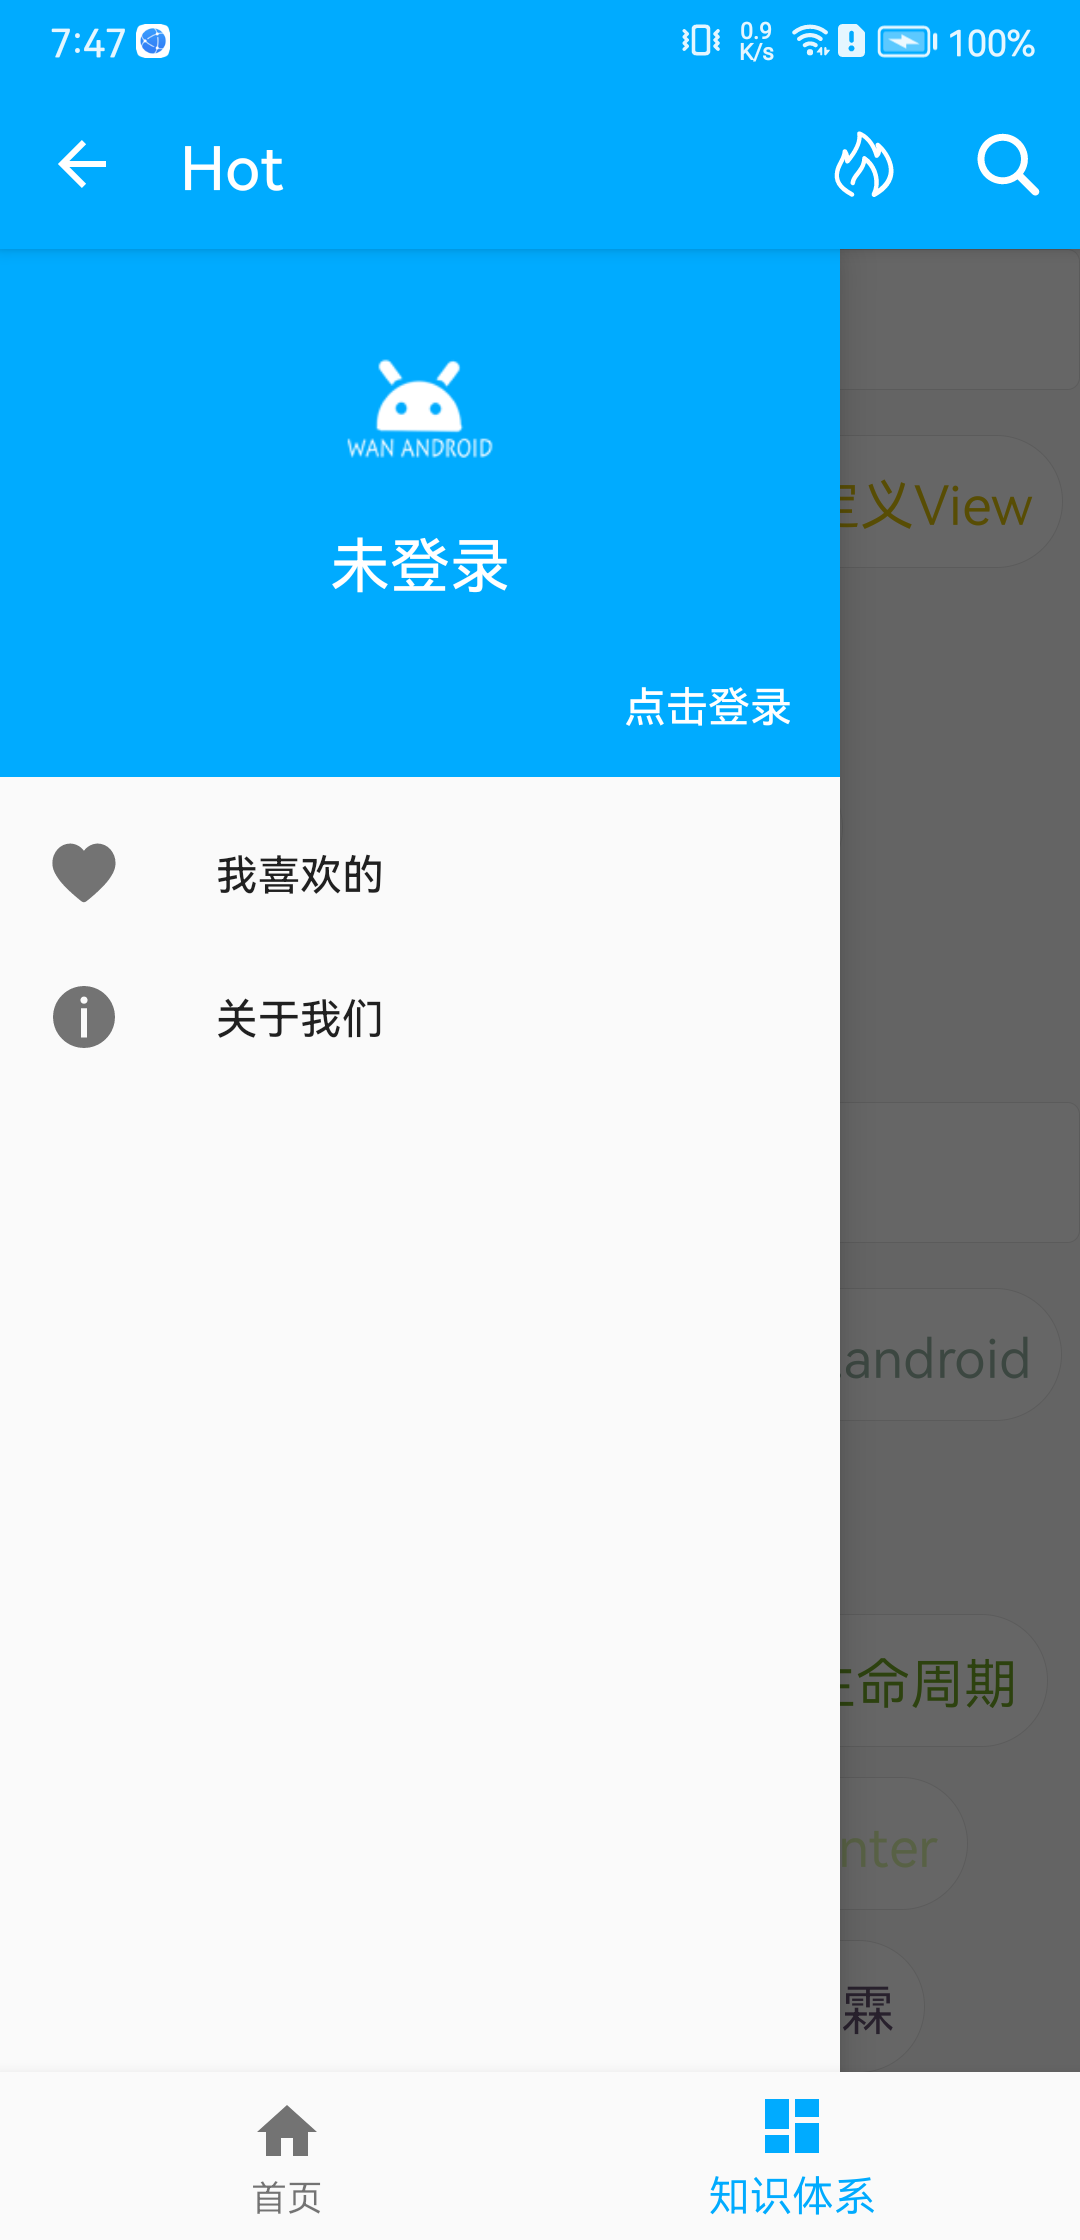 7:47
0.9
K/s
100%
Hot
WAN ANDROID
未登录
点击登录
我喜欢的
关于我们
义View
android
命周期
nter
霖
首页
知识体系